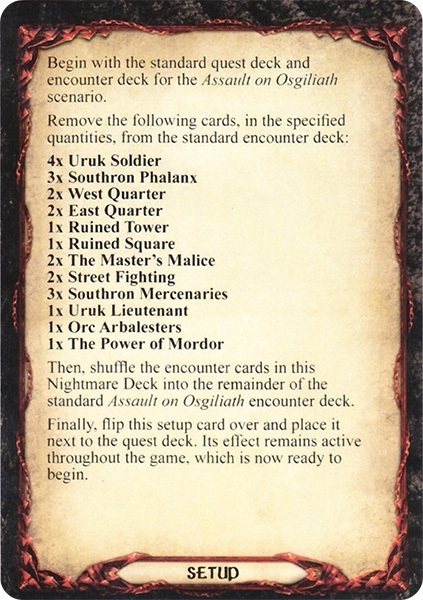 Begin with the standard quest deck and
encounter deck for the Assault on Osgiliath
scenario.
Remove the following cards, in the specified
quantities, from the standard encounter deck:
4x Uruk Soldier
3x Southron Phalanx
2x West Quarter
2x East Quarter
1x Ruined Tower
1x Ruined Square
2x The Master's Malice
2x Street Fighting
3x Southron Mercenaries
1x Uruk Lieutenant
1x Orc Arbalesters
1x The Power of Mordor
Then, shuffle the encounter cards in this
Nightmare Deck into the remainder of the
standard Assault on Osgiliath encounter deck.
Finally, flip this setup card over and place it
next to the quest deck. Its effect remains active
throughout the game, which is now ready to
begin.
SETUP